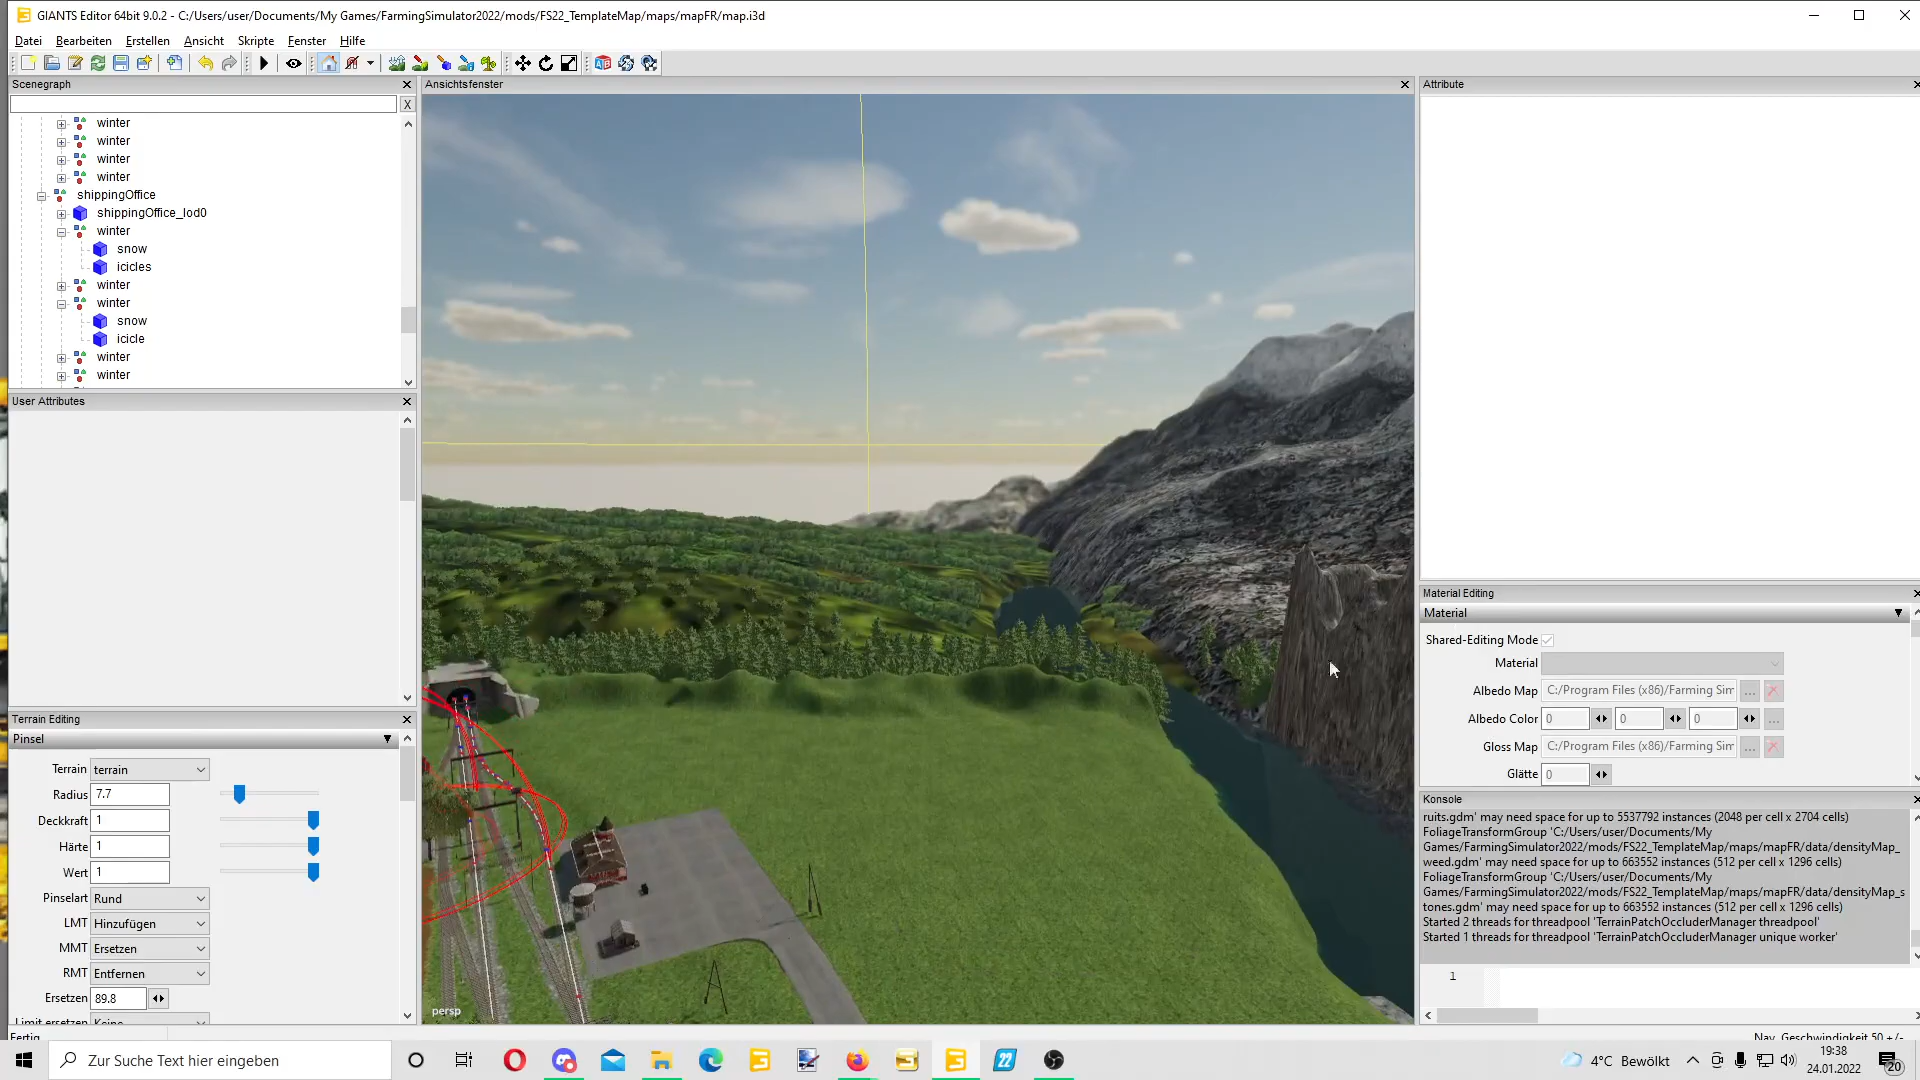 GIANTS Editor 64bit 9.0.2 - C:/Users/user/Documents/My Games/FarmingSimulator2022/mods/FS22_TemplateMap/maps/mapFR/map.i3d
Datei Bearbeiten Erstellen Ansicht Skripte Fenster Hilfe
Scenegraph
X
winter
winter
winter
winter
shippingOffice
shippingOffice_lod0
winter
snow
icicles
winter
winter
snow
icicle
winter
winter
User Attributes
Terrain Editing
Pinsel
Terrain terrain
Radius 7.7
Deckkraft 1
Härte 1
Wert 1
Pinselart Rund
LMT Hinzufügen
MMT Ersetzen
RMT Entfernen
Ersetzen 89.8
Limit ersetzen Keine
Fertig
Ansichtsfenster
persp
Attribute
Material Editing
Material
Shared-Editing Mode
Material
Albedo Map C:/Program Files (x86)/Farming Sim ...
Albedo Color 0 0 0 ...
Gloss Map C:/Program Files (x86)/Farming Sim ...
Glätte 0
Konsole
ruits.gdm' may need space for up to 5537792 instances (2048 per cell x 2704 cells)
FoliageTransformGroup 'C:/Users/user/Documents/My
Games/FarmingSimulator2022/mods/FS22_TemplateMap/maps/mapFR/data/densityMap_
weed.gdm' may need space for up to 663552 instances (512 per cell x 1296 cells)
FoliageTransformGroup 'C:/Users/user/Documents/My
Games/FarmingSimulator2022/mods/FS22_TemplateMap/maps/mapFR/data/densityMap_s
tones.gdm' may need space for up to 663552 instances (512 per cell x 1296 cells)
Started 2 threads for threadpool 'TerrainPatchOccluderManager threadpool'
Started 1 threads for threadpool 'TerrainPatchOccluderManager unique worker'
1
Nav. Geschwindigkeit 50 +/-
Zur Suche Text hier eingeben
22
4°C Bewölkt
19:38
24.01.2022
20